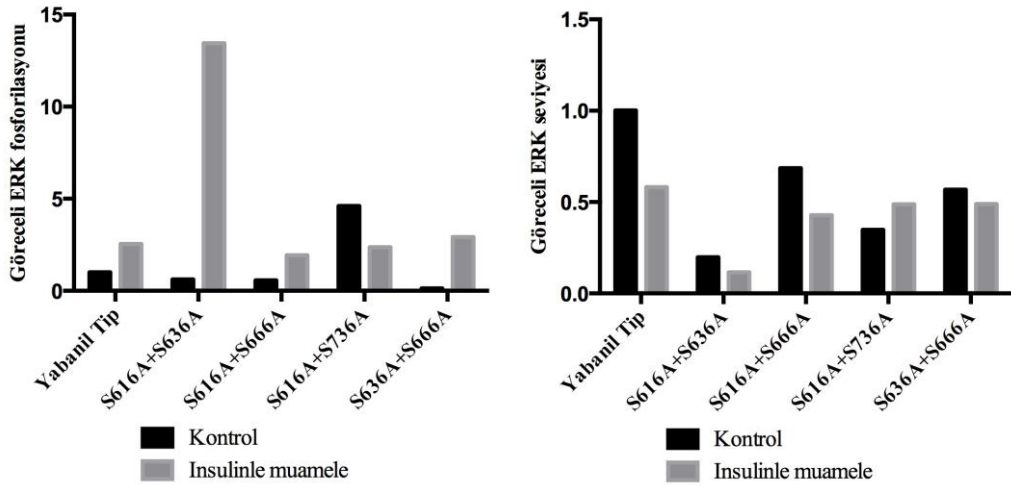 Göreceli ERK fosforilasyonu
15
10
5
0
Yabanil Tip
S616A+S636A
S616A+S666A
S616A+S736A
S636A+S666A
Kontrol
Insulinle muamele
Göreceli ERK seviyesi
1.5
1.0
0.5
0.0
Yabanil Tip
S616A+S636A
S616A+S666A
S616A+S736A
S636A+S666A
Kontrol
Insulinle muamele